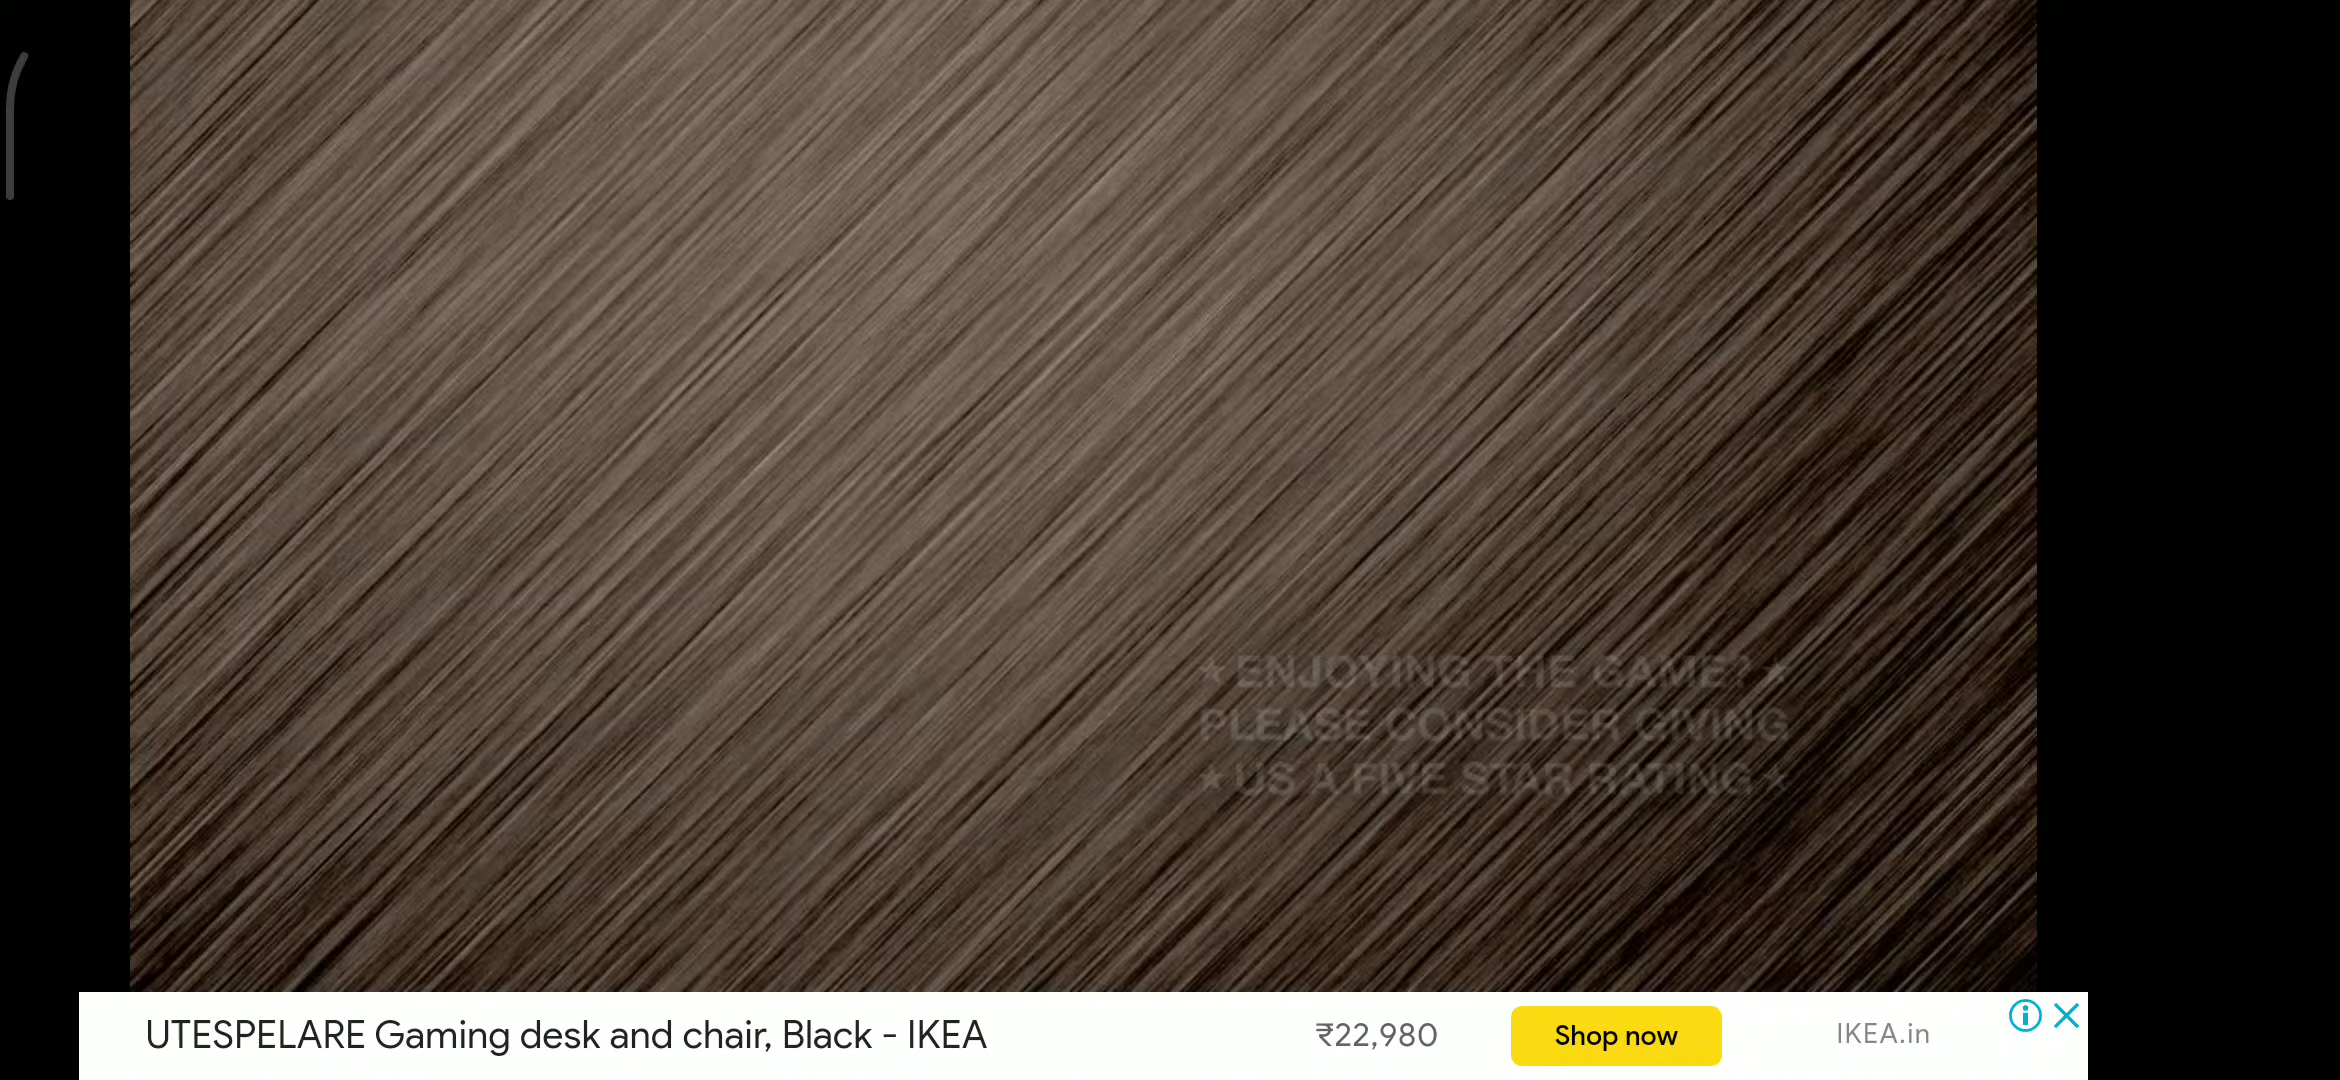 ★ ENJOYING THE GAME? ★
PLEASE CONSIDER GIVING
★ US A FIVE STAR RATING ★
UTESPELARE Gaming desk and chair, Black - IKEA
₹22,980
Shop now
IKEA.in